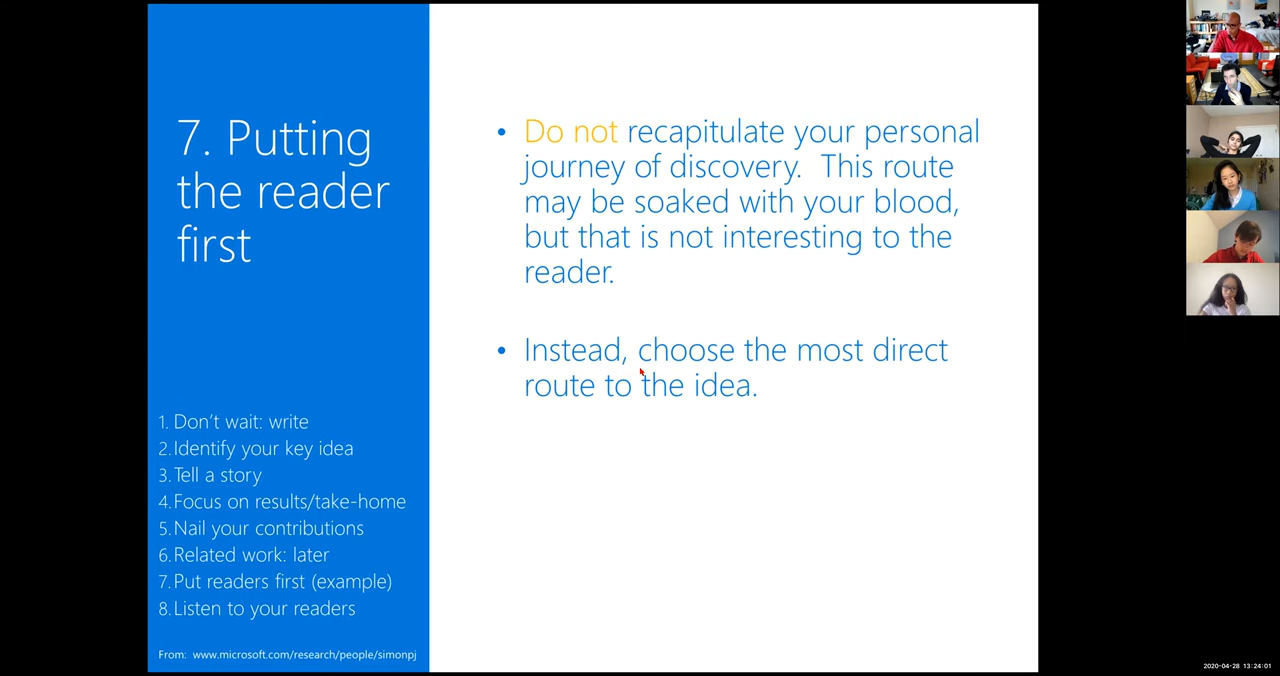 7. Putting
the reader
first
1. Don't wait: write
2. Identify your key idea
3. Tell a story
4. Focus on results/take-home
5. Nail your contributions
6. Related work: later
7. Put readers first (example)
8. Listen to your readers
From: www.microsoft.com/research/people/simonpj
• Do not recapitulate your personal
journey of discovery. This route
may be soaked with your blood,
but that is not interesting to the
reader.
• Instead, choose the most direct
route to the idea.
2020-04-28 13:24:01